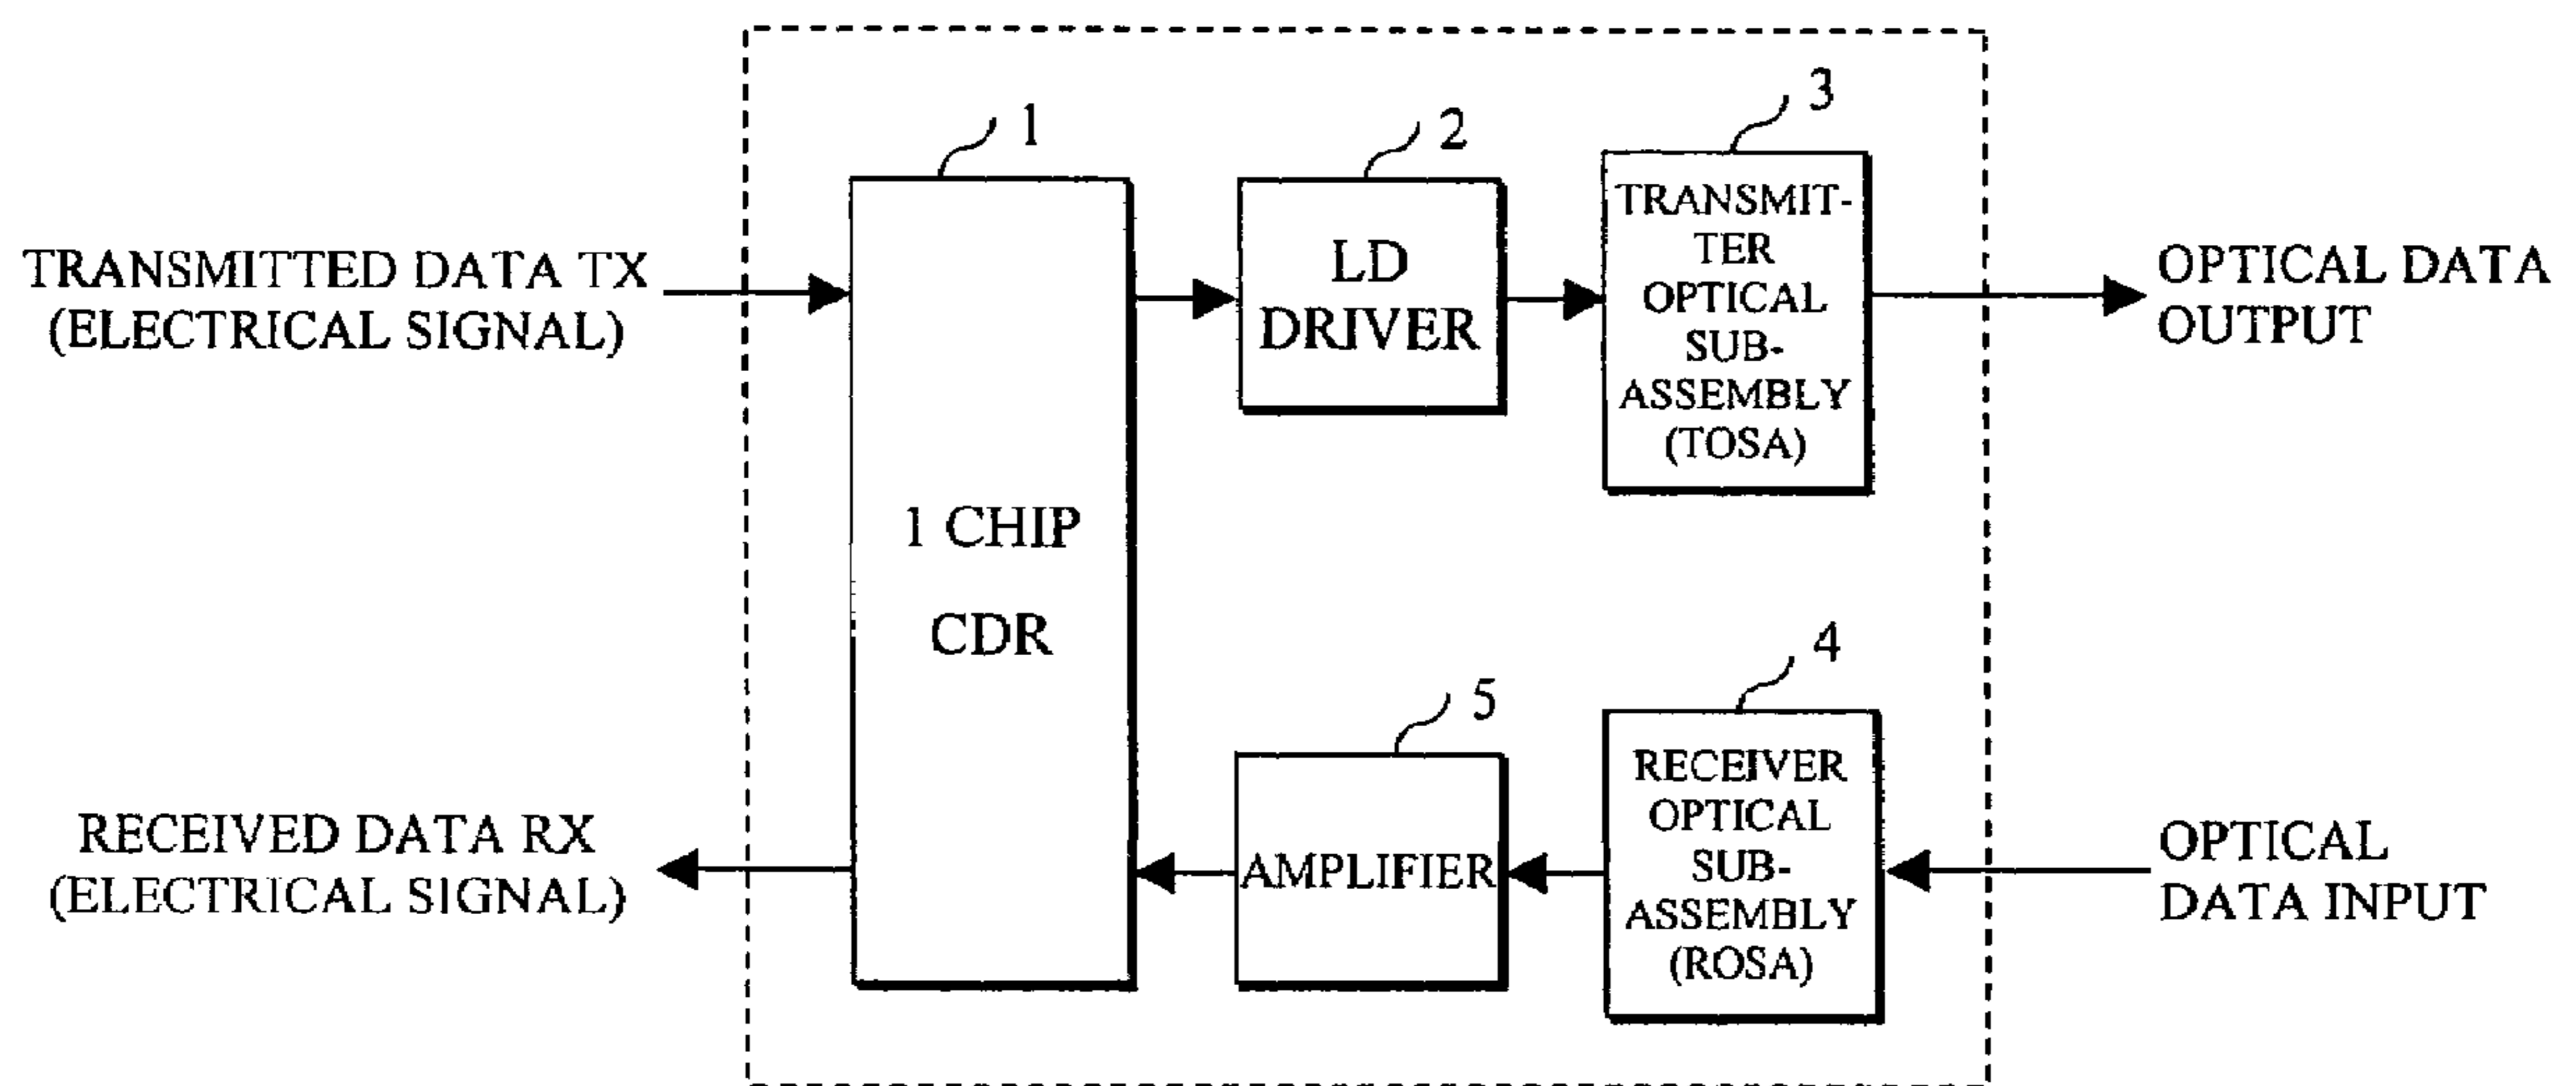 1
2
3
TRANSMITTED DATA TX
(ELECTRICAL SIGNAL)
LD
DRIVER
TRANSMIT-
TER
OPTICAL
SUB-
ASSEMBLY
(TOSA)
OPTICAL DATA
OUTPUT
1 CHIP
CDR
5
4
RECEIVED DATA RX
(ELECTRICAL SIGNAL)
AMPLIFIER
RECEIVER
OPTICAL
SUB-
ASSEMBLY
(ROSA)
OPTICAL
DATA INPUT